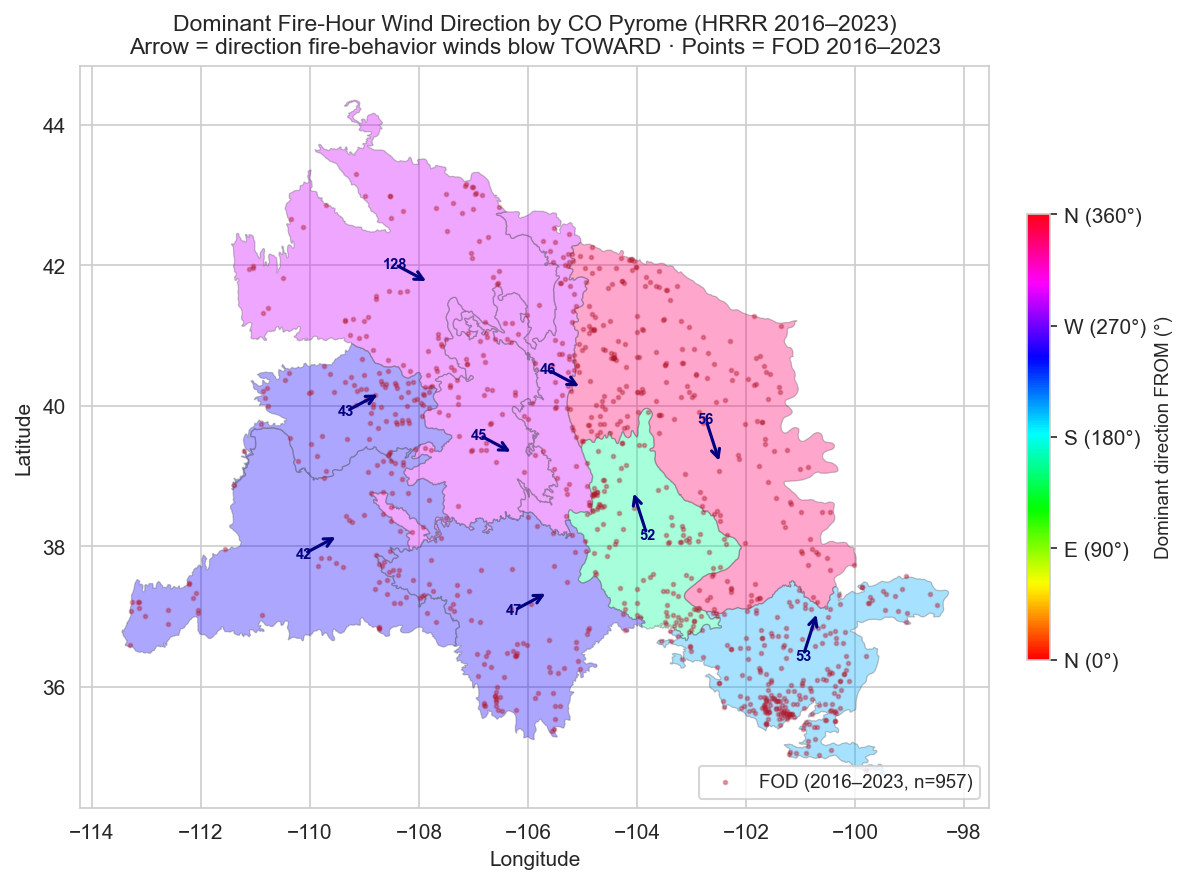 Dominant Fire-Hour Wind Direction by CO Pyrome (HRRR 2016–2023)
Arrow = direction fire-behavior winds blow TOWARD · Points = FOD 2016–2023
44
42
40
38
36
Latitude
128
46
43
56
45
52
42
47
53
FOD (2016–2023, n=957)
−114
−112
−110
−108
−106
−104
−102
−100
−98
Longitude
N (360°)
W (270°)
S (180°)
E (90°)
N (0°)
Dominant direction FROM (°)